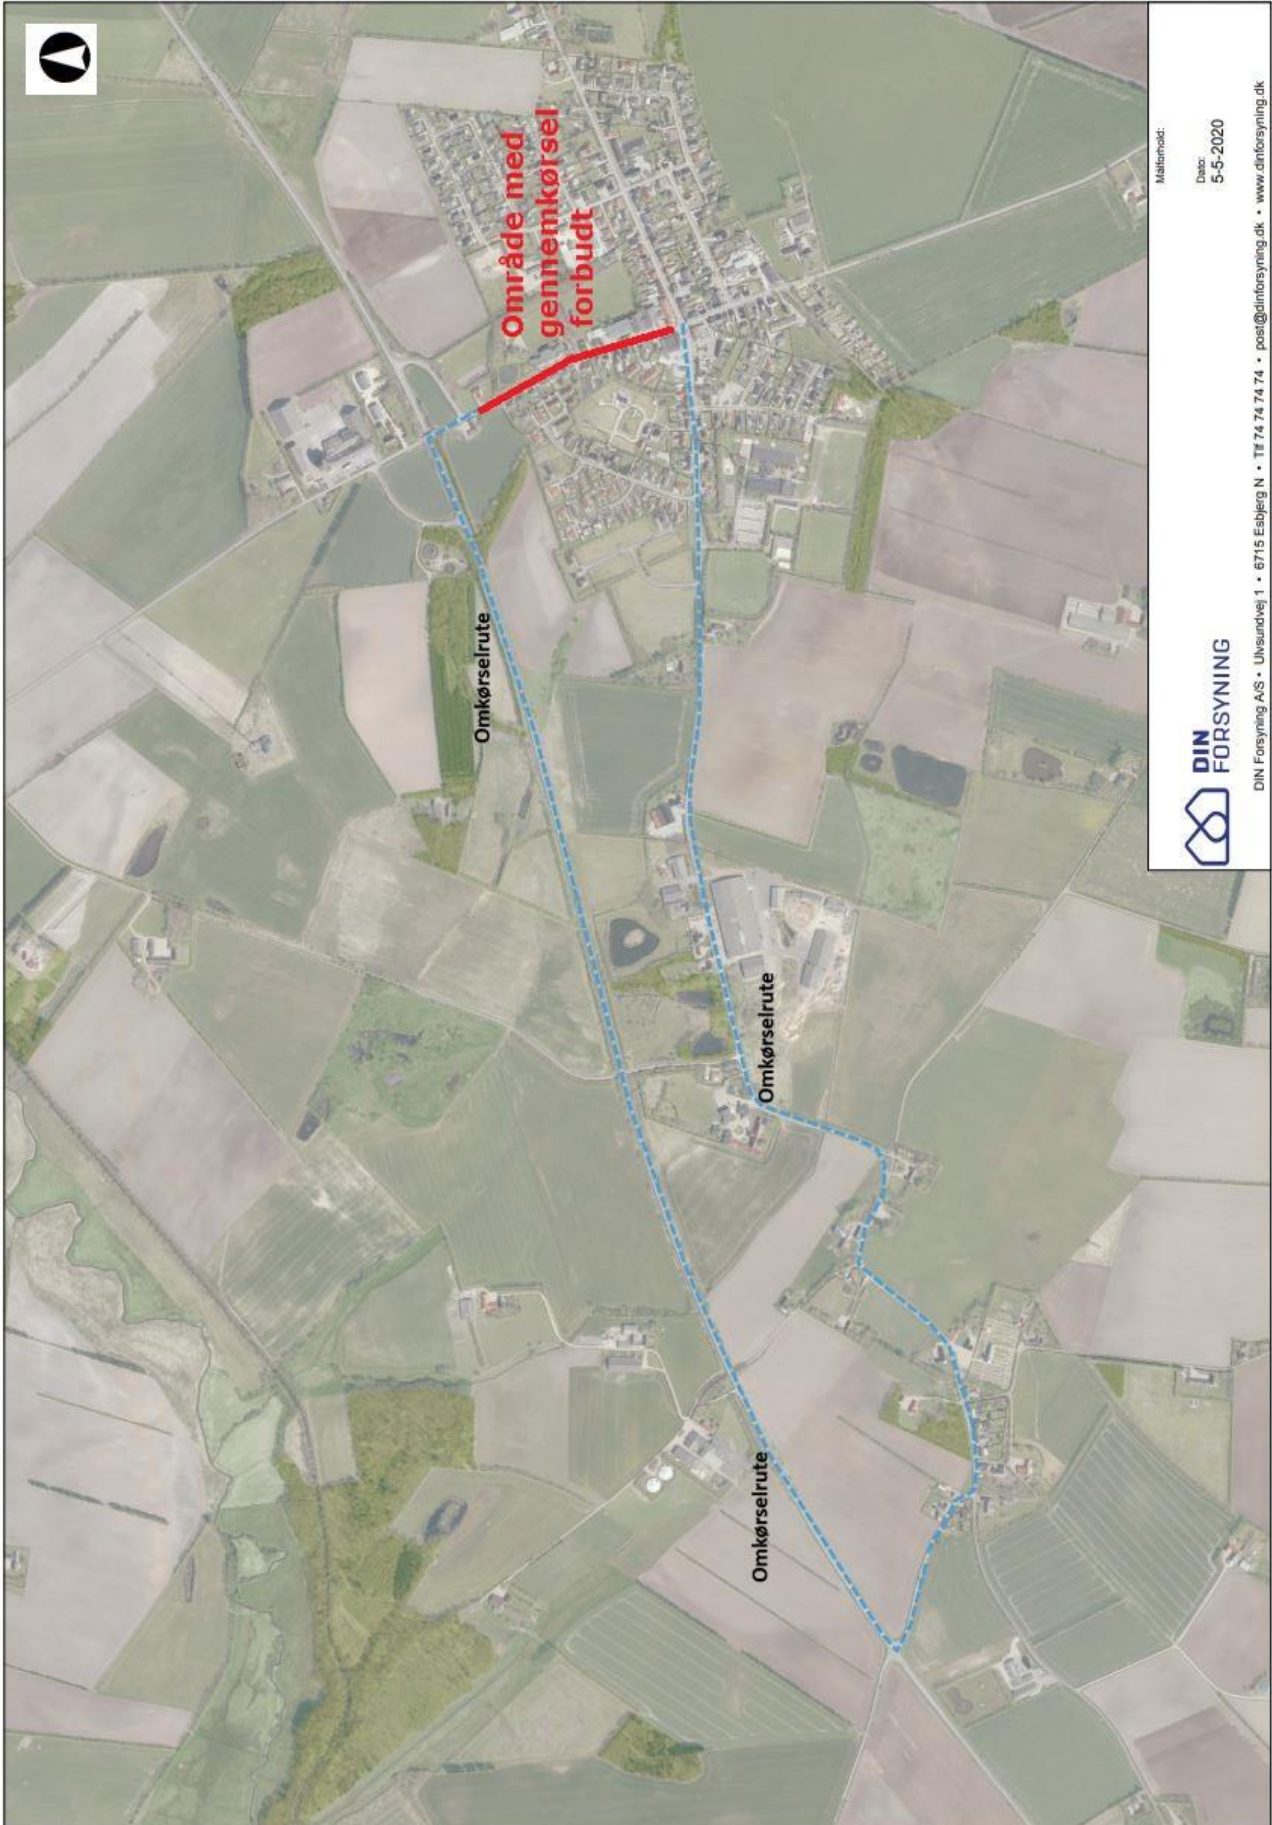 Område med
gennemkørsel
forbudt
Omkørselrute
Omkørselrute
Omkørselrute
Målforhold:
Dato:
5-5-2020
DIN
FORSYNING
DIN Forsyning A/S • Ulvsundvej 1 • 6715 Esbjerg N • Tlf 74 74 74 74 • post@dinforsyning.dk • www.dinforsyning.dk